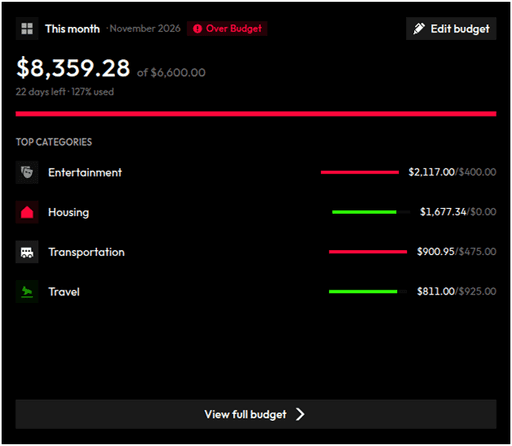 This month · November 2026 Over Budget Edit budget
$8,359.28 of $6,600.00
22 days left · 127% used
TOP CATEGORIES
Entertainment $2,117.00/$400.00
Housing $1,677.34/$0.00
Transportation $900.95/$475.00
Travel $811.00/$925.00
View full budget